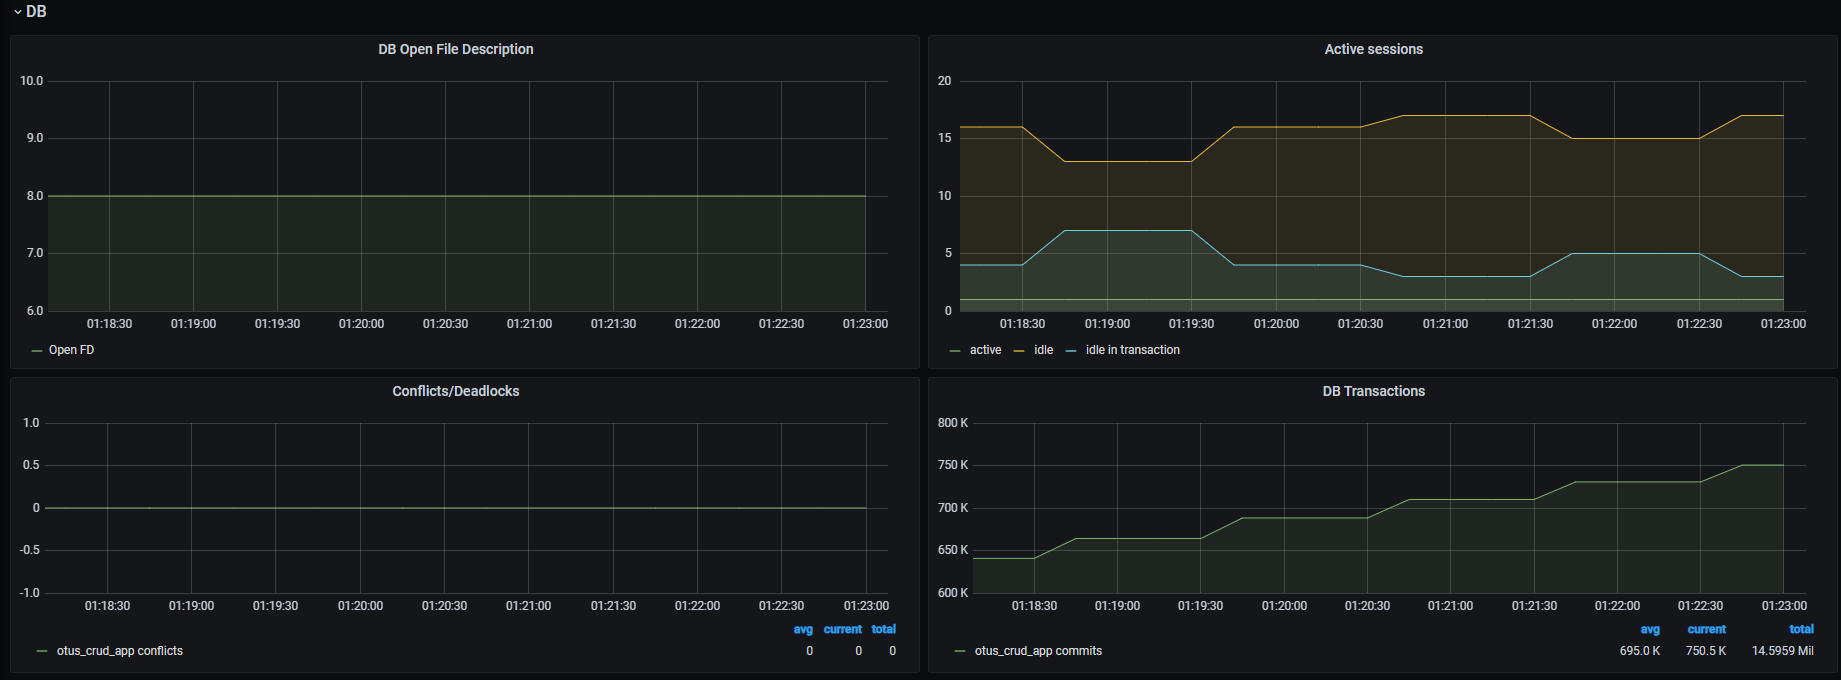 DB
DB Open File Description
10.0
9.0
8.0
7.0
6.0
01:18:30 01:19:00 01:19:30 01:20:00 01:20:30 01:21:00 01:21:30 01:22:00 01:22:30 01:23:00
Open FD
Active sessions
20
15
10
5
0
01:18:30 01:19:00 01:19:30 01:20:00 01:20:30 01:21:00 01:21:30 01:22:00 01:22:30 01:23:00
active idle idle in transaction
Conflicts/Deadlocks
1.0
0.5
0
-0.5
-1.0
01:18:30 01:19:00 01:19:30 01:20:00 01:20:30 01:21:00 01:21:30 01:22:00 01:22:30 01:23:00
avg current total
otus_crud_app conflicts 0 0 0
DB Transactions
800 K
750 K
700 K
650 K
600 K
01:18:30 01:19:00 01:19:30 01:20:00 01:20:30 01:21:00 01:21:30 01:22:00 01:22:30 01:23:00
avg current total
otus_crud_app commits 695.0 K 750.5 K 14.5959 Mil